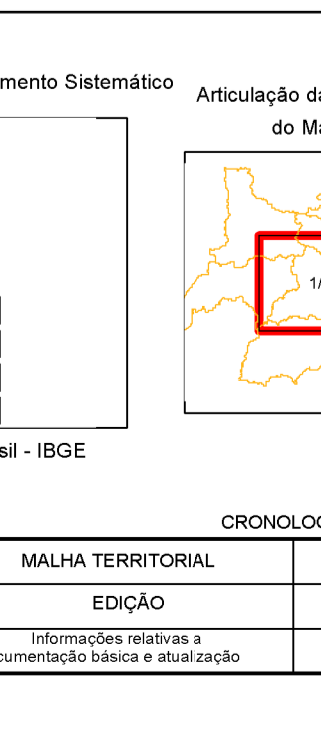 mento Sistemático
Articulação da
do Ma
1/
sil - IBGE
CRONOLOG
MALHA TERRITORIAL
EDIÇÃO
Informações relativas a
cumentação básica e atualização